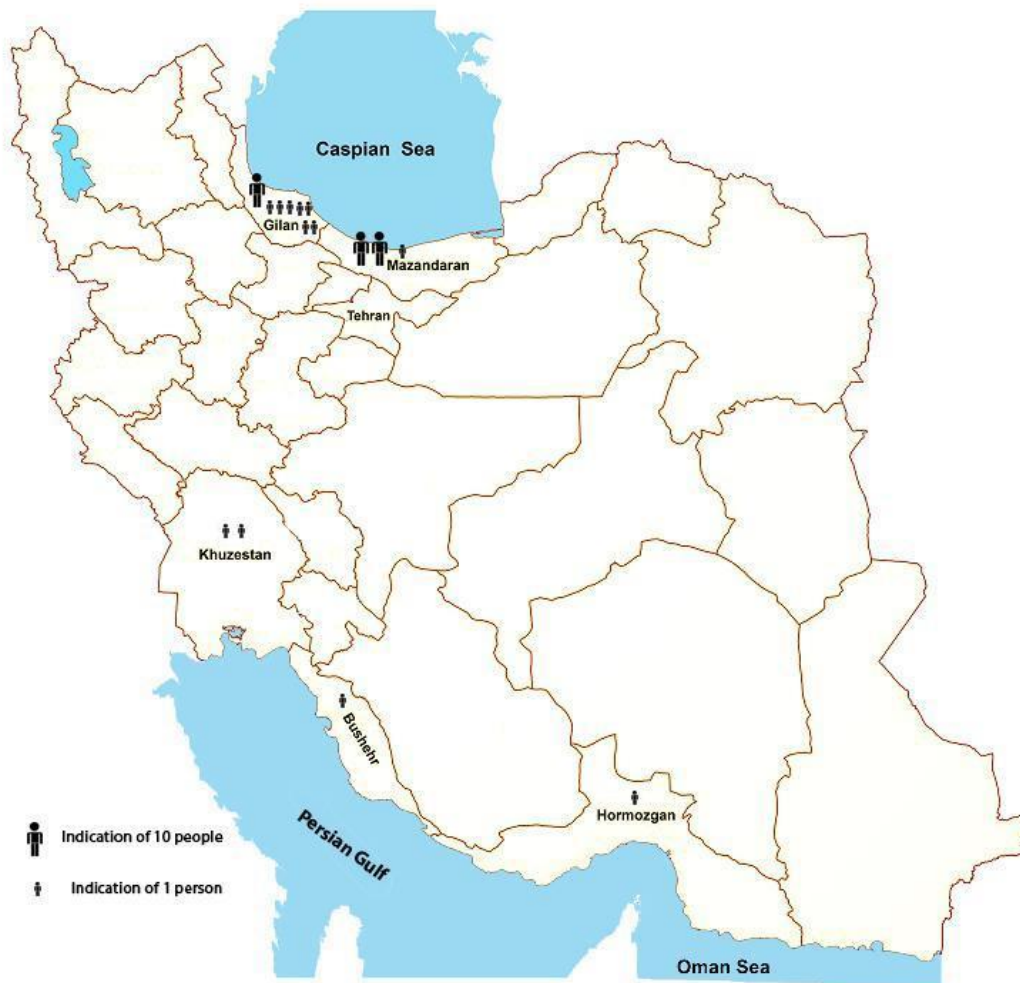 Caspian Sea
Gilan
Mazandaran
Tehran
Khuzestan
Bushehr
Hormozgan
Persian Gulf
Indication of 10 people
Indication of 1 person
Oman Sea